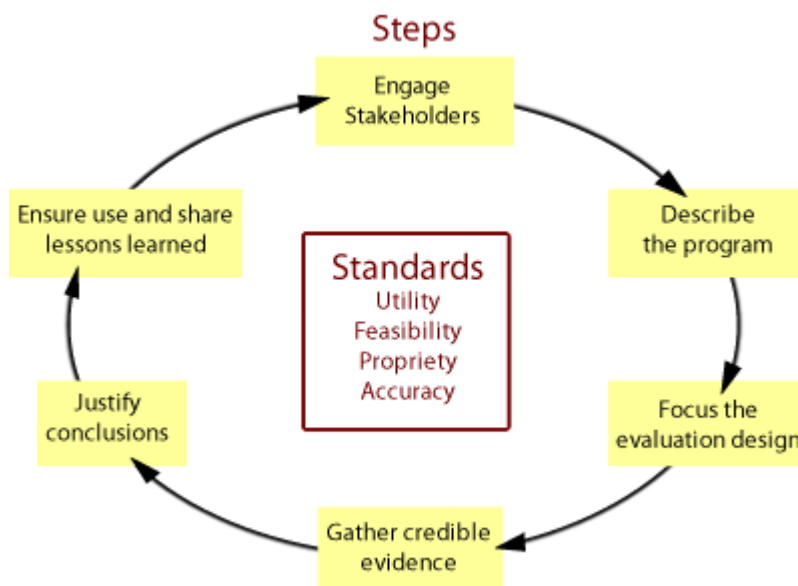 Steps
Engage
Stakeholders
Describe
the program
Focus the
evaluation design
Gather credible
evidence
Justify
conclusions
Ensure use and share
lessons learned
Standards
Utility
Feasibility
Propriety
Accuracy